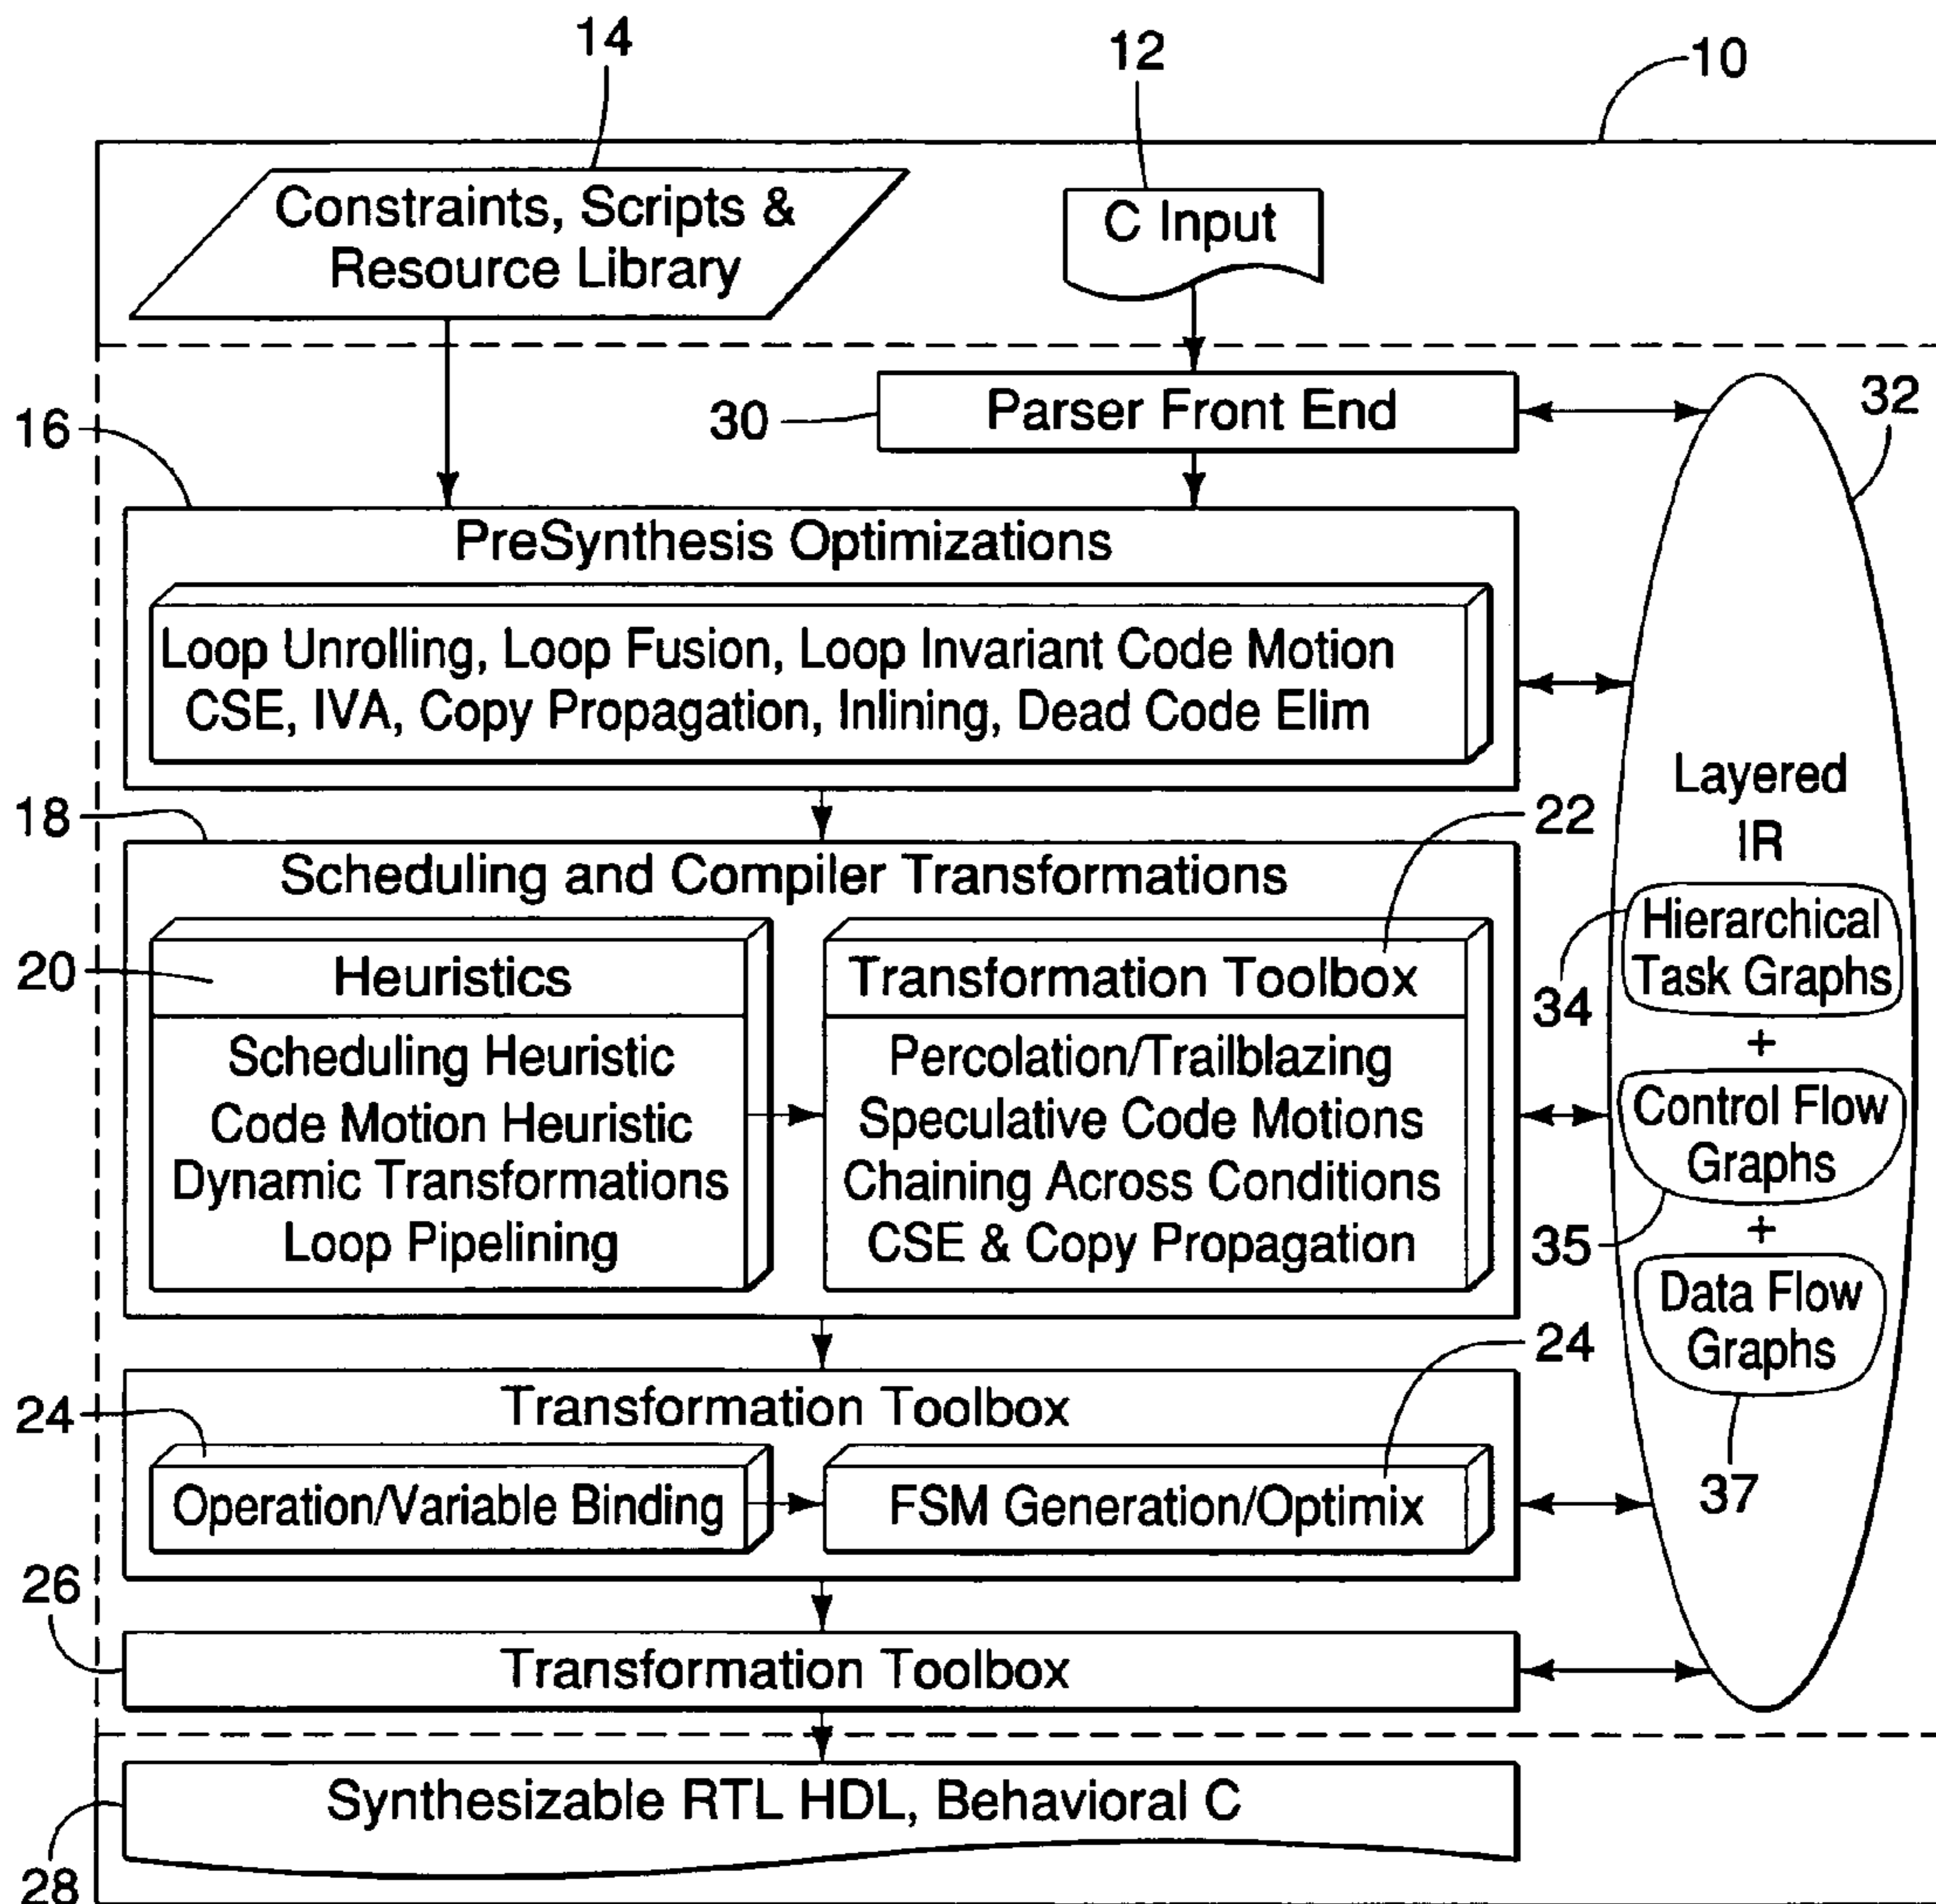 14
12
10
Constraints, Scripts &
Resource Library
C Input
30
Parser Front End
32
16
PreSynthesis Optimizations
Loop Unrolling, Loop Fusion, Loop Invariant Code Motion
CSE, IVA, Copy Propagation, Inlining, Dead Code Elim
Layered
IR
18
22
Scheduling and Compiler Transformations
20
Heuristics
Scheduling Heuristic
Code Motion Heuristic
Dynamic Transformations
Loop Pipelining
Transformation Toolbox
Percolation/Trailblazing
Speculative Code Motions
Chaining Across Conditions
CSE & Copy Propagation
34
Hierarchical
Task Graphs
+
Control Flow
Graphs
35
+
Data Flow
Graphs
37
24
24
Transformation Toolbox
Operation/Variable Binding
FSM Generation/Optimix
26
Transformation Toolbox
Synthesizable RTL HDL, Behavioral C
28